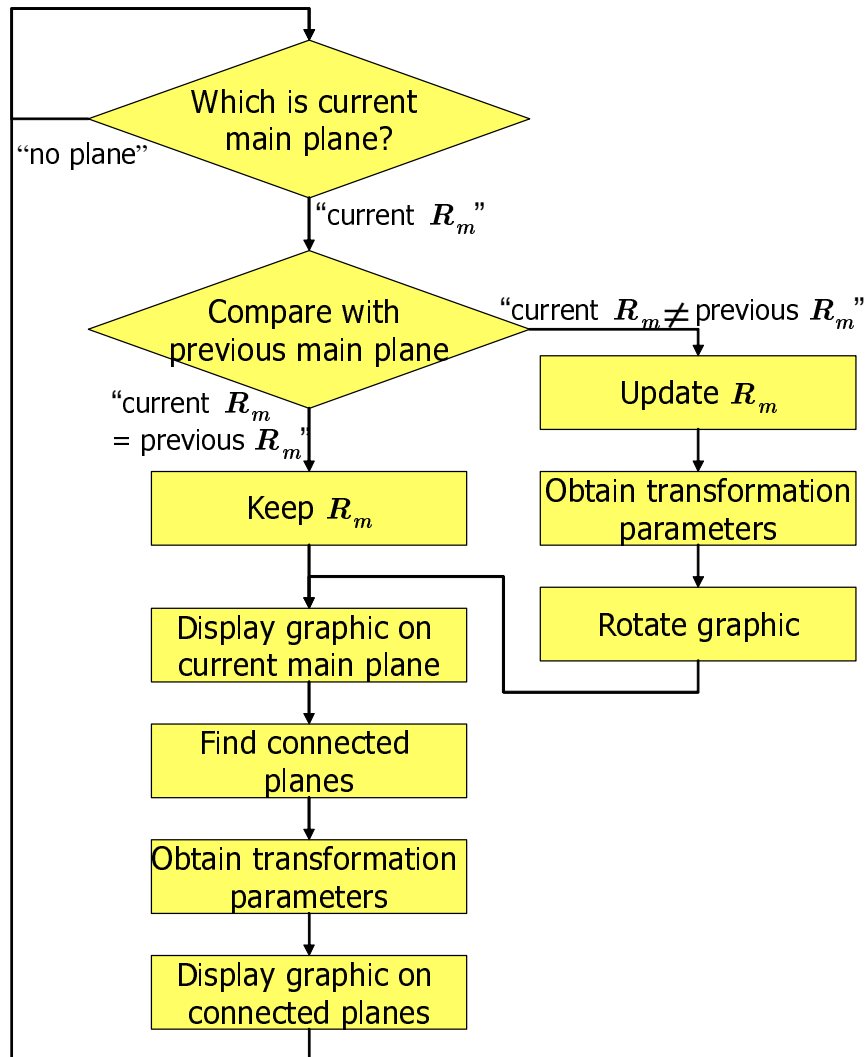 Which is current
main plane?
“no plane”
“current R_m”
Compare with
previous main plane
“current R_m ≠ previous R_m”
“current R_m
= previous R_m”
Update R_m
Keep R_m
Obtain transformation
parameters
Rotate graphic
Display graphic on
current main plane
Find connected
planes
Obtain transformation
parameters
Display graphic on
connected planes